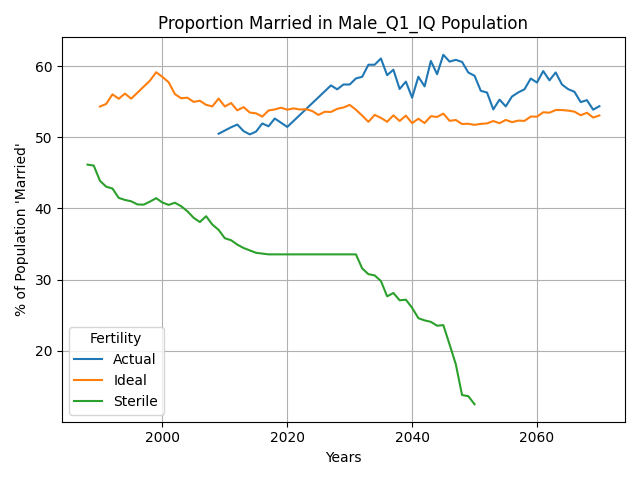 Proportion Married in Male_Q1_IQ Population
% of Population 'Married'
60
50
40
30
20
Fertility
Actual
Ideal
Sterile
2000
2020
2040
2060
Years